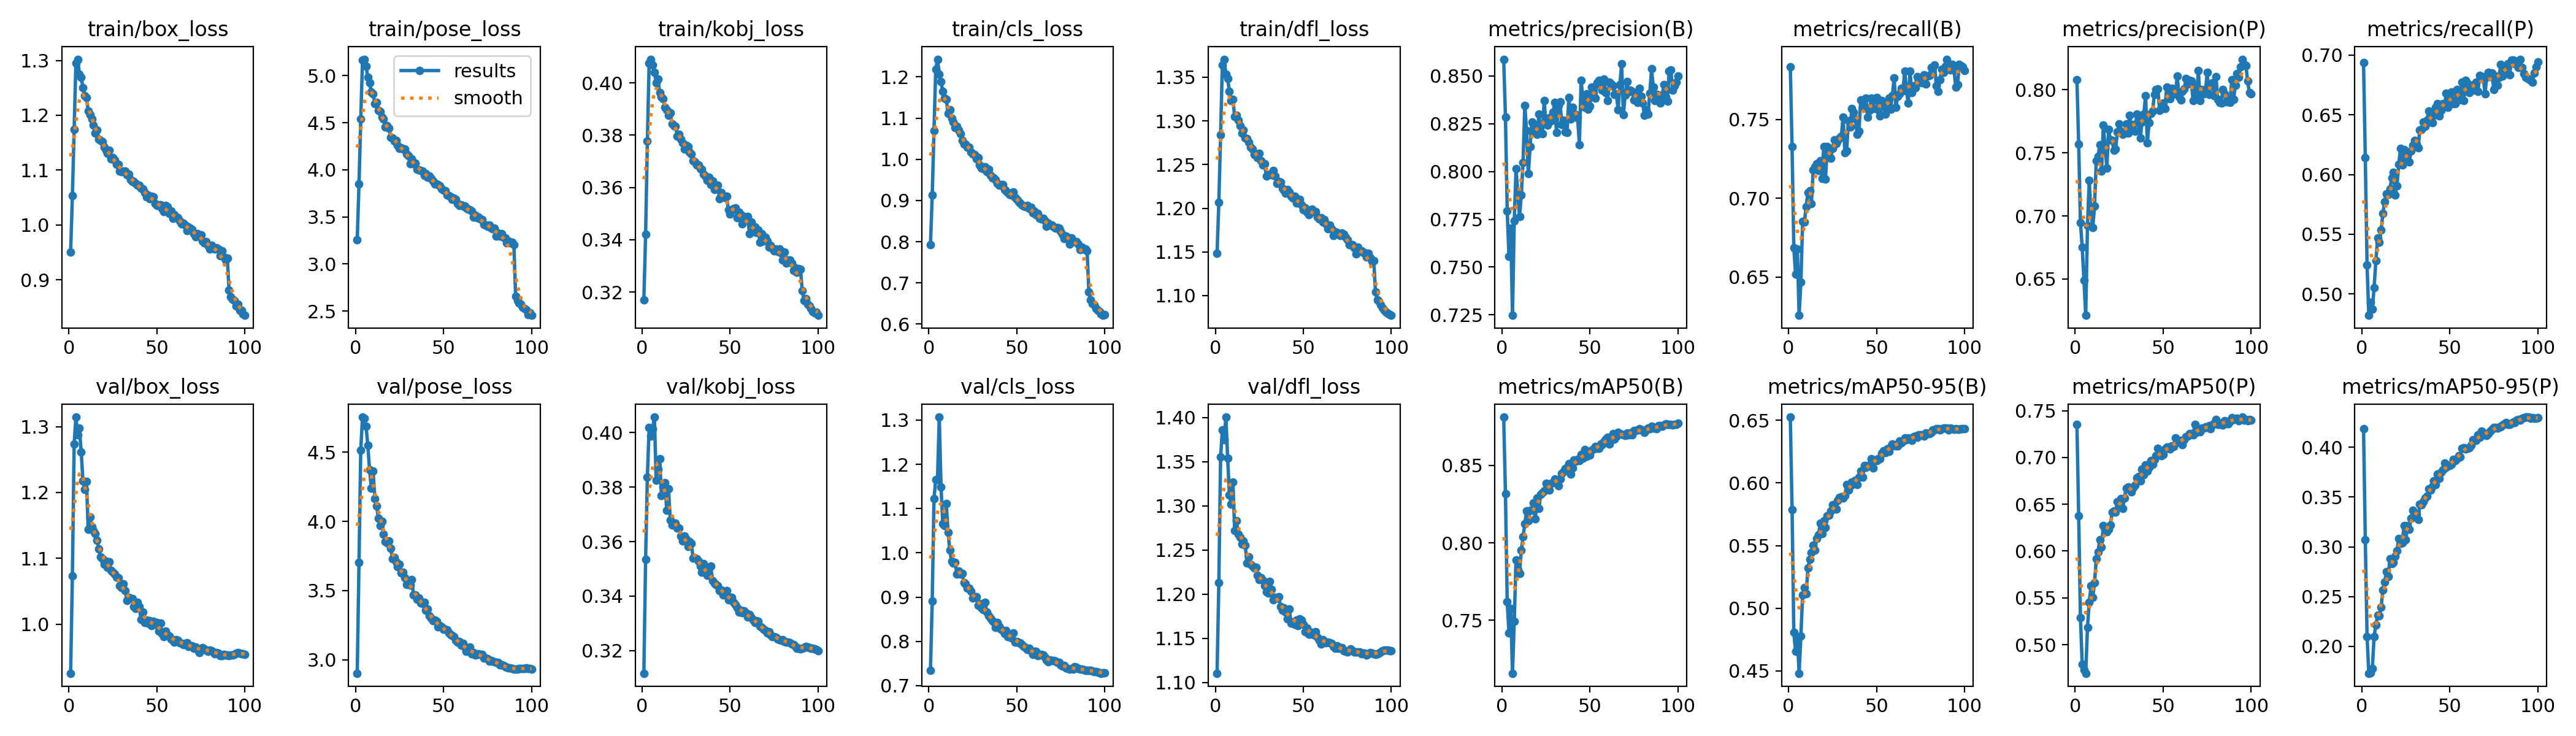 train/box_loss
train/pose_loss
train/kobj_loss
train/cls_loss
train/dfl_loss
metrics/precision(B)
metrics/recall(B)
metrics/precision(P)
metrics/recall(P)
1.3
1.2
1.1
1.0
0.9
0 50 100
5.0
4.5
4.0
3.5
3.0
2.5
0 50 100
results
smooth
0.40
0.38
0.36
0.34
0.32
0 50 100
1.2
1.1
1.0
0.9
0.8
0.7
0.6
0 50 100
1.35
1.30
1.25
1.20
1.15
1.10
0 50 100
0.850
0.825
0.800
0.775
0.750
0.725
0 50 100
0.75
0.70
0.65
0 50 100
0.80
0.75
0.70
0.65
0 50 100
0.70
0.65
0.60
0.55
0.50
0 50 100
val/box_loss
val/pose_loss
val/kobj_loss
val/cls_loss
val/dfl_loss
metrics/mAP50(B)
metrics/mAP50-95(B)
metrics/mAP50(P)
metrics/mAP50-95(P)
1.3
1.2
1.1
1.0
0 50 100
4.5
4.0
3.5
3.0
0 50 100
0.40
0.38
0.36
0.34
0.32
0 50 100
1.3
1.2
1.1
1.0
0.9
0.8
0.7
0 50 100
1.40
1.35
1.30
1.25
1.20
1.15
1.10
0 50 100
0.85
0.80
0.75
0 50 100
0.65
0.60
0.55
0.50
0.45
0 50 100
0.75
0.70
0.65
0.60
0.55
0.50
0 50 100
0.40
0.35
0.30
0.25
0.20
0 50 100